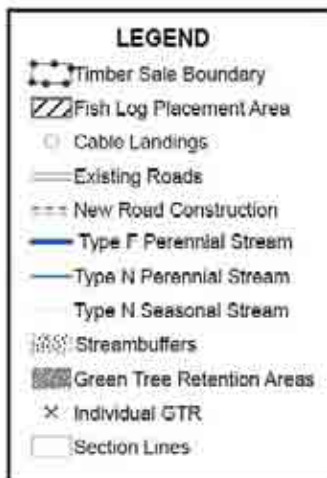 LEGEND
Timber Sale Boundary
Fish Log Placement Area
Cable Landings
Existing Roads
New Road Construction
Type F Perennial Stream
Type N Perennial Stream
Type N Seasonal Stream
Streambuffers
Green Tree Retention Areas
Individual GTR
Section Lines